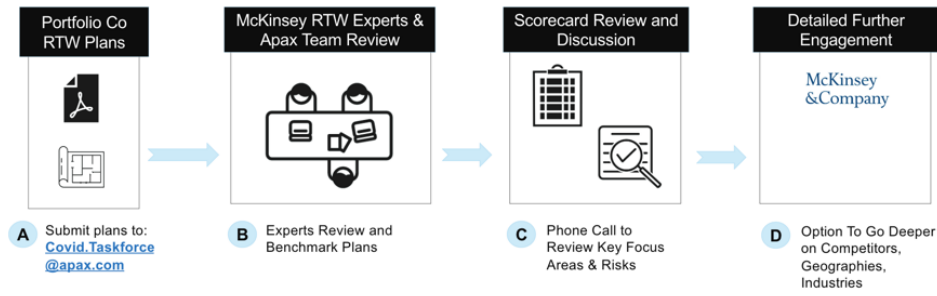 Portfolio Co
RTW Plans
McKinsey RTW Experts &
Apax Team Review
Scorecard Review and
Discussion
Detailed Further
Engagement
McKinsey
&Company
A
Submit plans to:
Covid.Taskforce
@apax.com
B
Experts Review and
Benchmark Plans
C
Phone Call to
Review Key Focus
Areas & Risks
D
Option To Go Deeper
on Competitors,
Geographies,
Industries